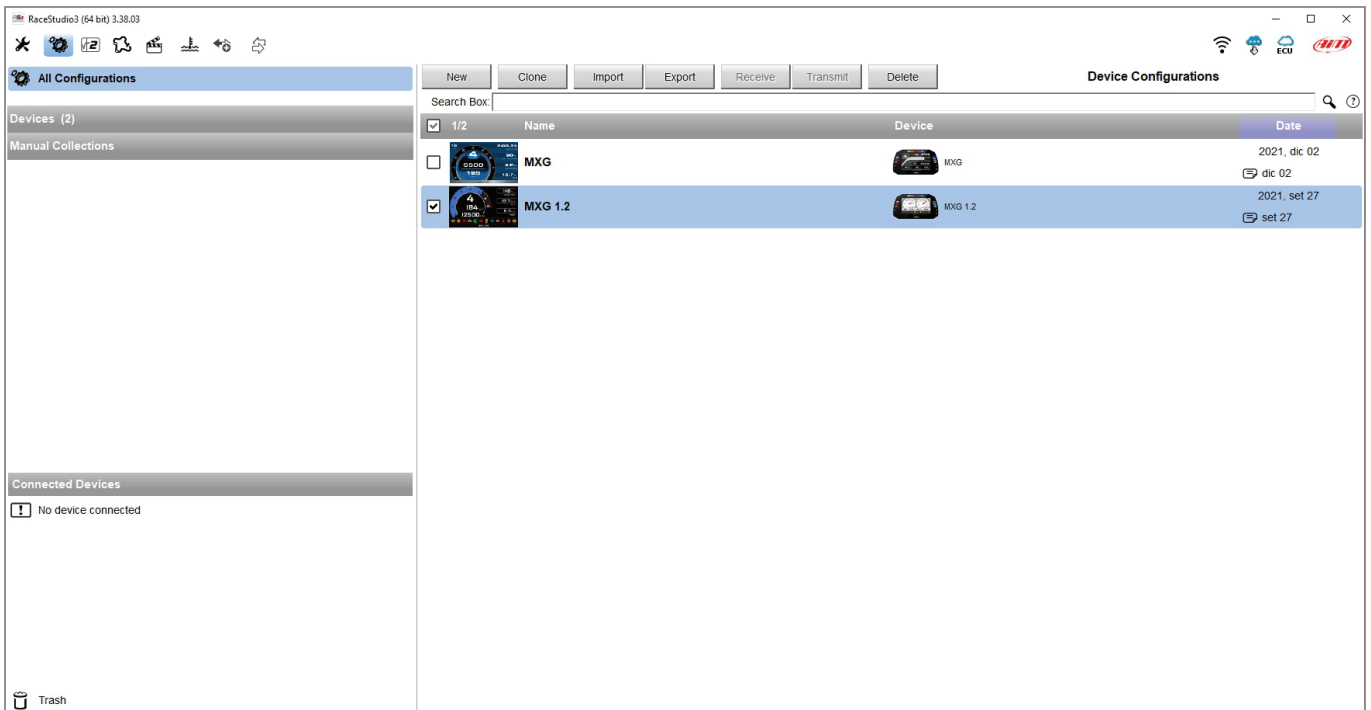 RaceStudio3 (64 bit) 3.38.03
ECU
AiM
All Configurations
New Clone Import Export Receive Transmit Delete Device Configurations
Search Box:
Devices (2)
1/2 Name Device Date
Manual Collections
MXG MXG 2021, dic 02
dic 02
MXG 1.2 MXG 1.2 2021, set 27
set 27
Connected Devices
No device connected
Trash